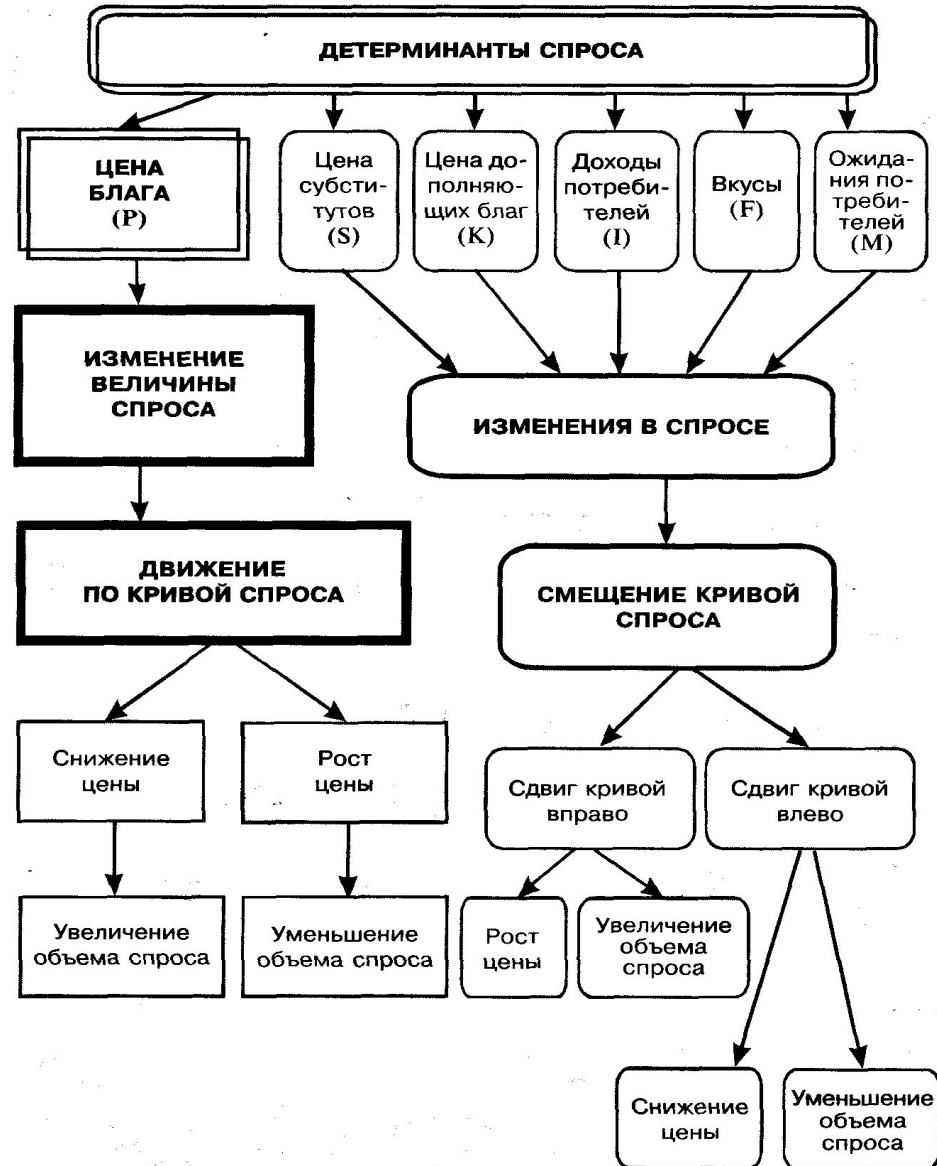 ДЕТЕРМИНАНТЫ СПРОСА
ЦЕНА
БЛАГА
(P)
Цена
субсти-
тутов
(S)
Цена до-
полняю-
щих благ
(K)
Доходы
потреби-
телей
(I)
Вкусы
(F)
Ожида-
ния по-
треби-
телей
(M)
ИЗМЕНЕНИЕ
ВЕЛИЧИНЫ
СПРОСА
ИЗМЕНЕНИЯ В СПРОСЕ
ДВИЖЕНИЕ
ПО КРИВОЙ СПРОСА
СМЕЩЕНИЕ КРИВОЙ
СПРОСА
Снижение
цены
Рост
цены
Сдвиг кривой
вправо
Сдвиг кривой
влево
Увеличение
объема спроса
Уменьшение
объема спроса
Рост
цены
Увеличение
объема
спроса
Снижение
цены
Уменьшение
объема
спроса